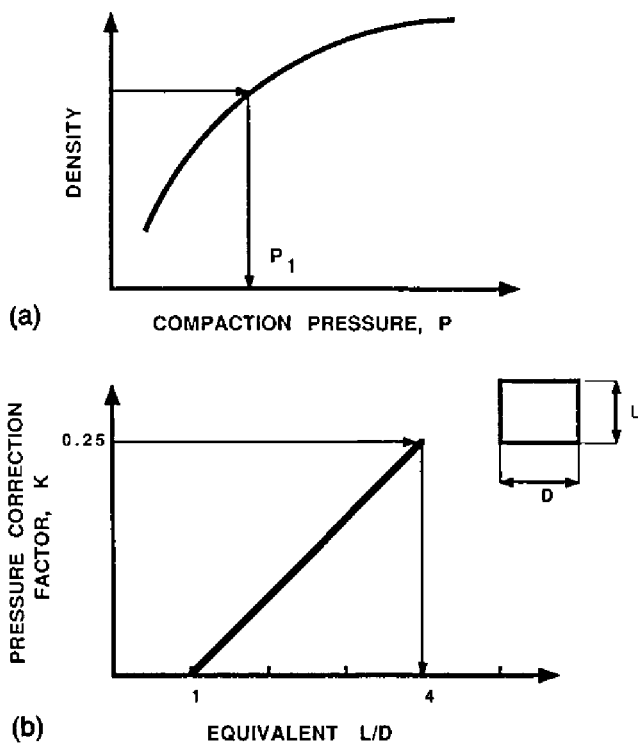 DENSITY
P1
(a)
COMPACTION PRESSURE, P
PRESSURE CORRECTION
FACTOR, K
0.25
L
D
1
4
(b)
EQUIVALENT L/D